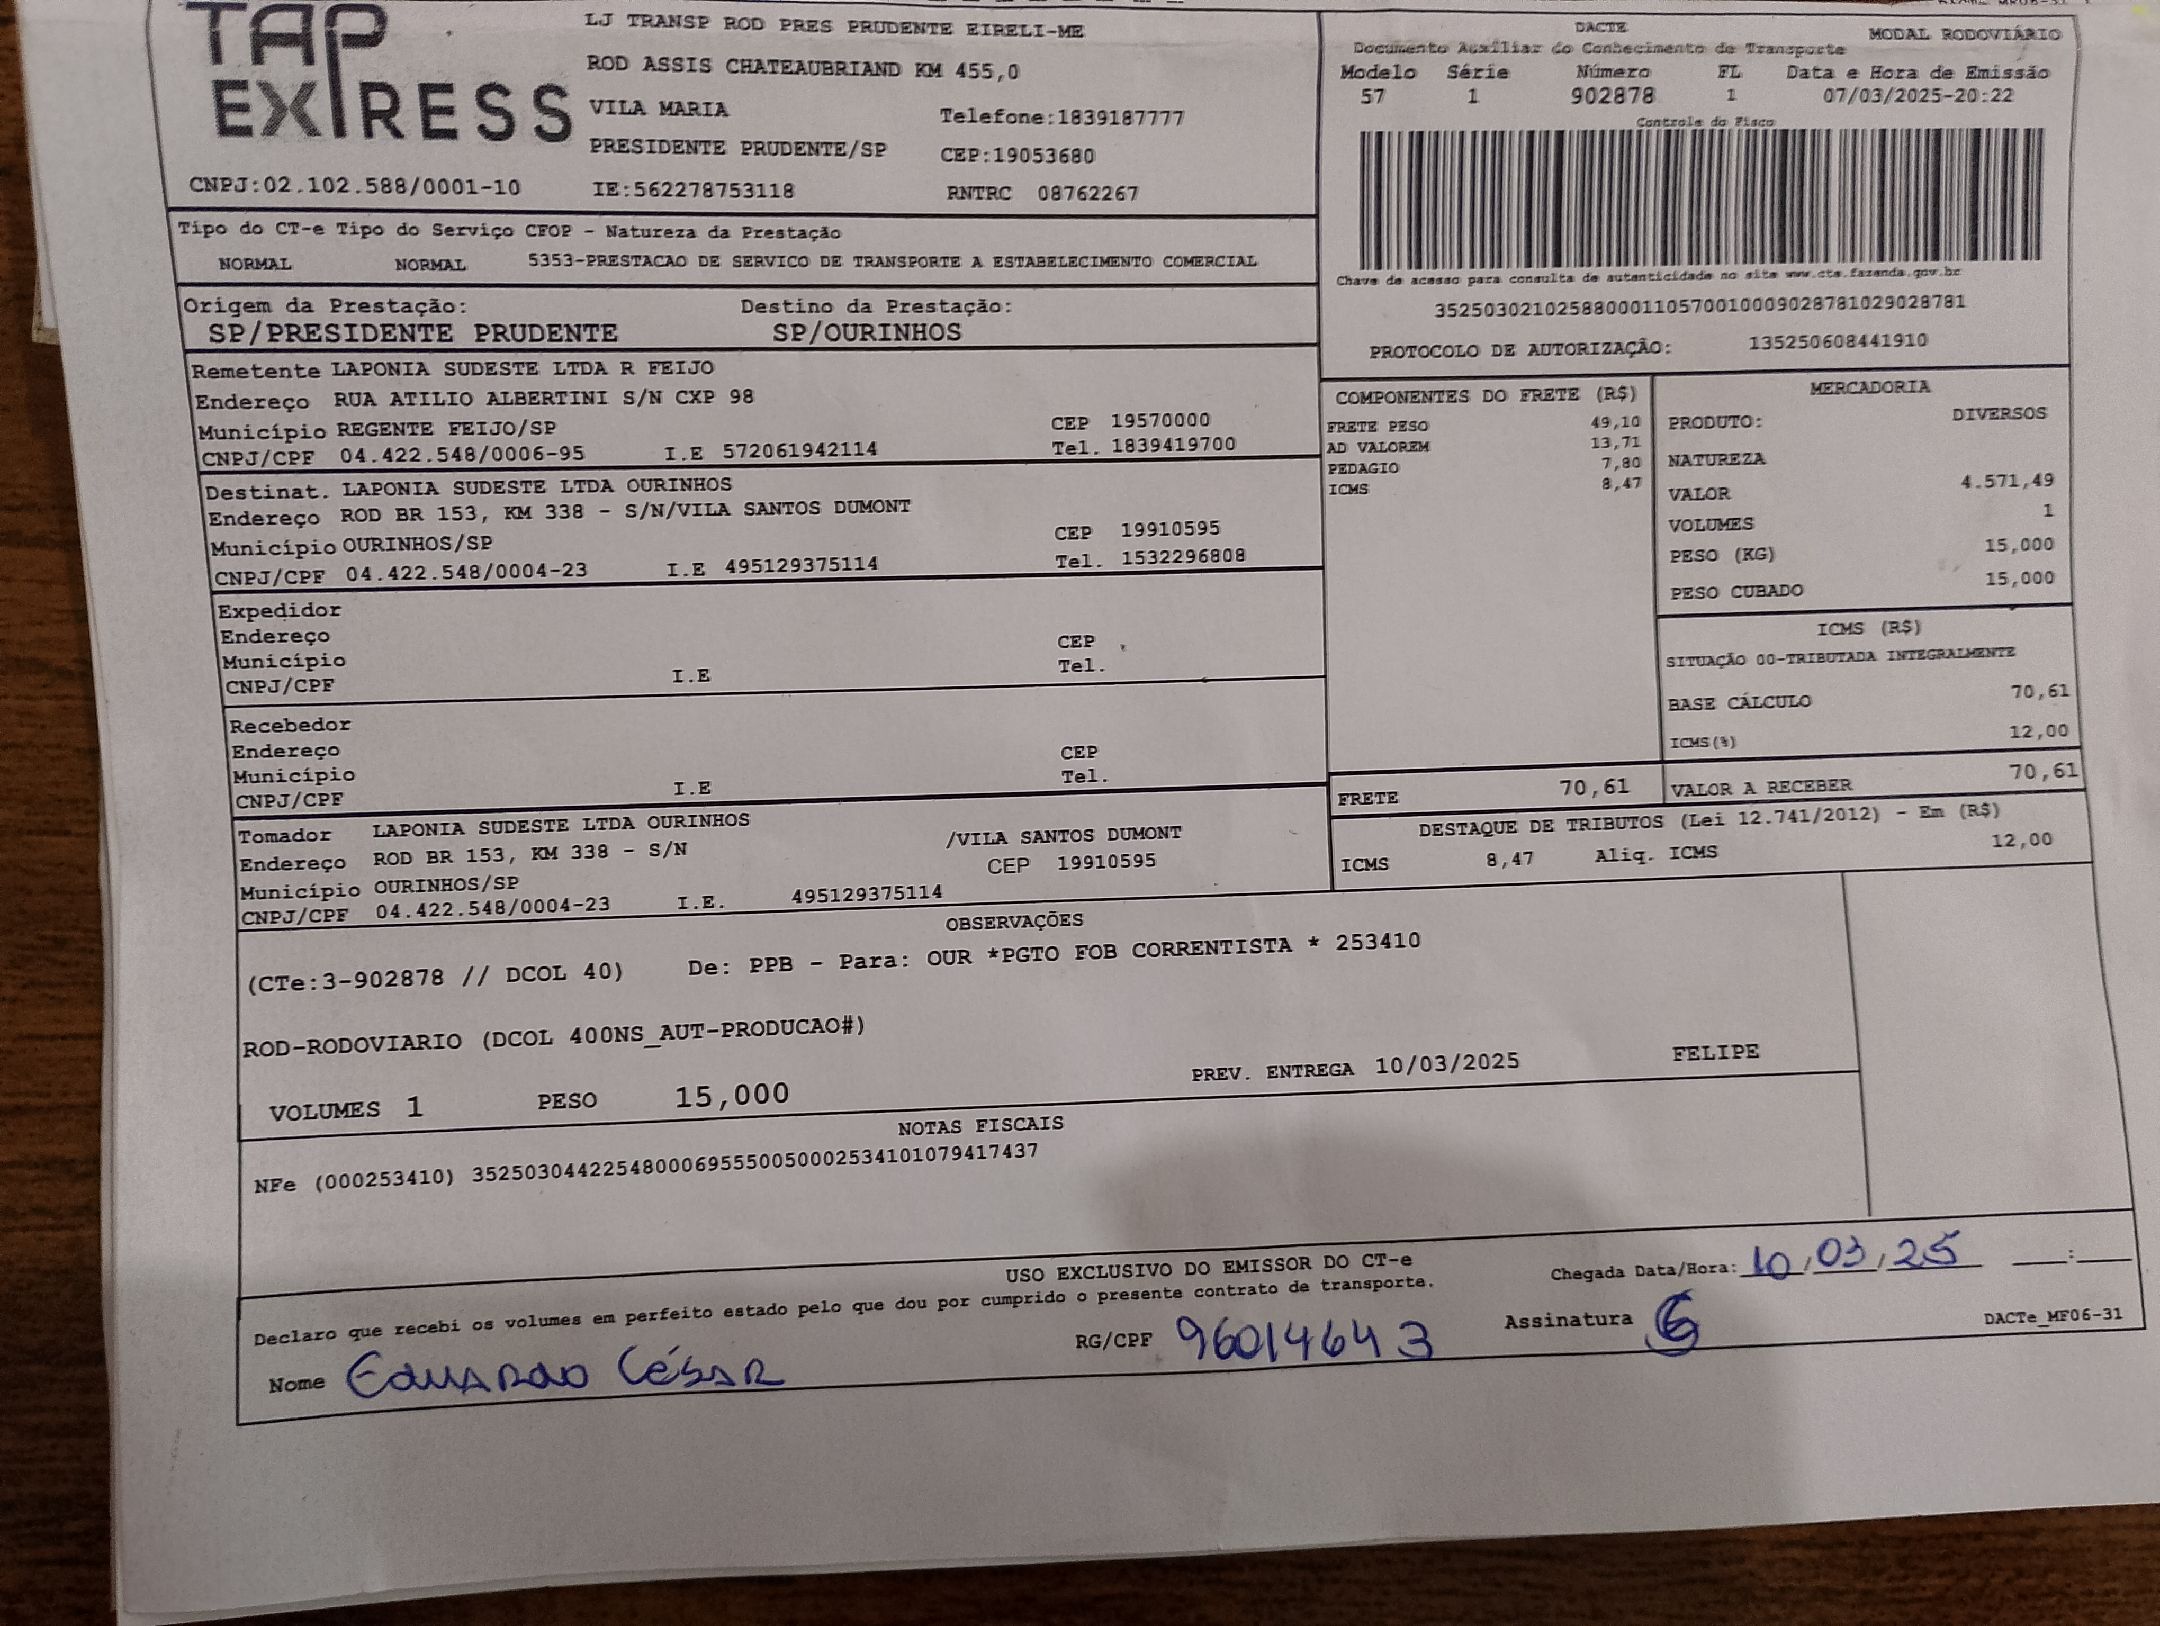 TAP
EXPRESS
LJ TRANSP ROD PRES PRUDENTE EIRELI-ME
ROD ASSIS CHATEAUBRIAND KM 455,0
VILA MARIA Telefone:1839187777
PRESIDENTE PRUDENTE/SP CEP:19053680
CNPJ:02.102.588/0001-10 IE:562278753118 RNTRC 08762267
DACTE MODAL RODOVIÁRIO
Documento Auxiliar do Conhecimento de Transporte
Modelo Série Número FL Data e Hora de Emissão
57 1 902878 1 07/03/2025-20:22
Controle do Fisco
Chave de acesso para consulta de autenticidade no site www.cte.fazenda.gov.br
35250302102588000110570010009028781029028781
PROTOCOLO DE AUTORIZAÇÃO: 135250608441910
Tipo do CT-e Tipo do Serviço CFOP - Natureza da Prestação
NORMAL NORMAL 5353-PRESTACAO DE SERVICO DE TRANSPORTE A ESTABELECIMENTO COMERCIAL
Origem da Prestação: Destino da Prestação:
SP/PRESIDENTE PRUDENTE SP/OURINHOS
Remetente LAPONIA SUDESTE LTDA R FEIJO
Endereço RUA ATILIO ALBERTINI S/N CXP 98
Município REGENTE FEIJO/SP CEP 19570000
CNPJ/CPF 04.422.548/0006-95 I.E 572061942114 Tel. 1839419700
Destinat. LAPONIA SUDESTE LTDA OURINHOS
Endereço ROD BR 153, KM 338 - S/N/VILA SANTOS DUMONT
Município OURINHOS/SP CEP 19910595
CNPJ/CPF 04.422.548/0004-23 I.E 495129375114 Tel. 1532296808
Expedidor
Endereço
Município CEP
CNPJ/CPF I.E Tel.
Recebedor
Endereço
Município CEP
CNPJ/CPF I.E Tel.
Tomador LAPONIA SUDESTE LTDA OURINHOS
Endereço ROD BR 153, KM 338 - S/N /VILA SANTOS DUMONT
Município OURINHOS/SP CEP 19910595
CNPJ/CPF 04.422.548/0004-23 I.E. 495129375114
COMPONENTES DO FRETE (R$)
FRETE PESO 49,10
AD VALOREM 13,71
PEDAGIO 7,80
ICMS 8,47
MERCADORIA
PRODUTO: DIVERSOS
NATUREZA
VALOR 4.571,49
VOLUMES 1
PESO (KG) 15,000
PESO CUBADO 15,000
ICMS (R$)
SITUAÇÃO 00-TRIBUTADA INTEGRALMENTE
BASE CÁLCULO 70,61
ICMS(%) 12,00
FRETE 70,61 VALOR A RECEBER 70,61
DESTAQUE DE TRIBUTOS (Lei 12.741/2012) - Em (R$)
ICMS 8,47 Aliq. ICMS 12,00
OBSERVAÇÕES
(CTe:3-902878 // DCOL 40) De: PPB - Para: OUR *PGTO FOB CORRENTISTA * 253410
ROD-RODOVIARIO (DCOL 400NS_AUT-PRODUCAO#)
VOLUMES 1 PESO 15,000 PREV. ENTREGA 10/03/2025 FELIPE
NOTAS FISCAIS
NFe (000253410) 35250304422548000695550050002534101079417437
USO EXCLUSIVO DO EMISSOR DO CT-e
Declaro que recebi os volumes em perfeito estado pelo que dou por cumprido o presente contrato de transporte.
Chegada Data/Hora: 10/03/25 __:__
Nome EDUARDO CÉSAR RG/CPF 96014643 Assinatura
DACTe_MF06-31